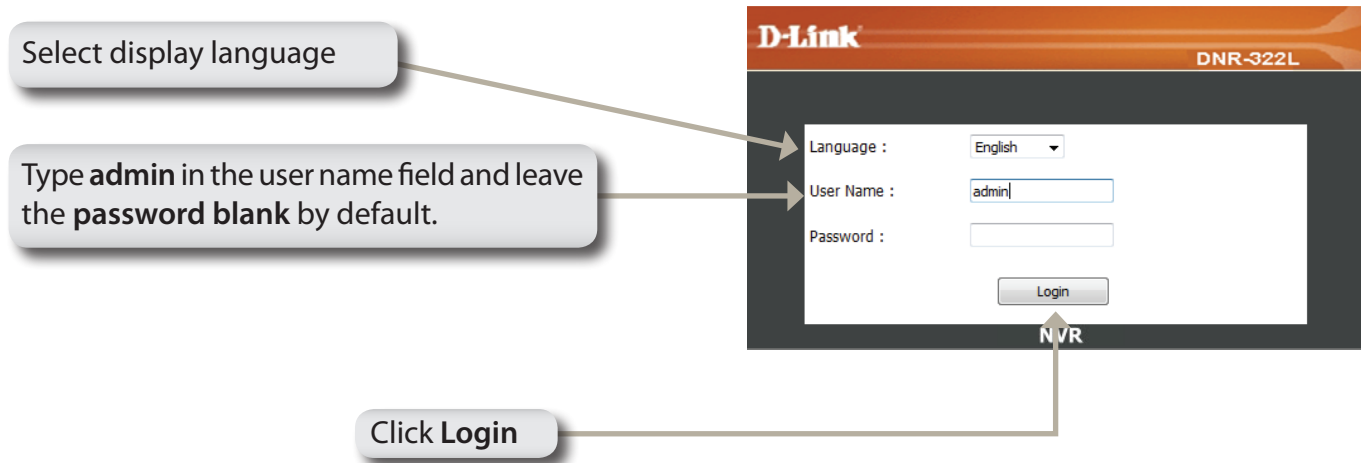 Select display language
Type admin in the user name field and leave
the password blank by default.
Click Login
D-Link
DNR-322L
Language :
English
User Name :
admin
Password :
Login
NVR